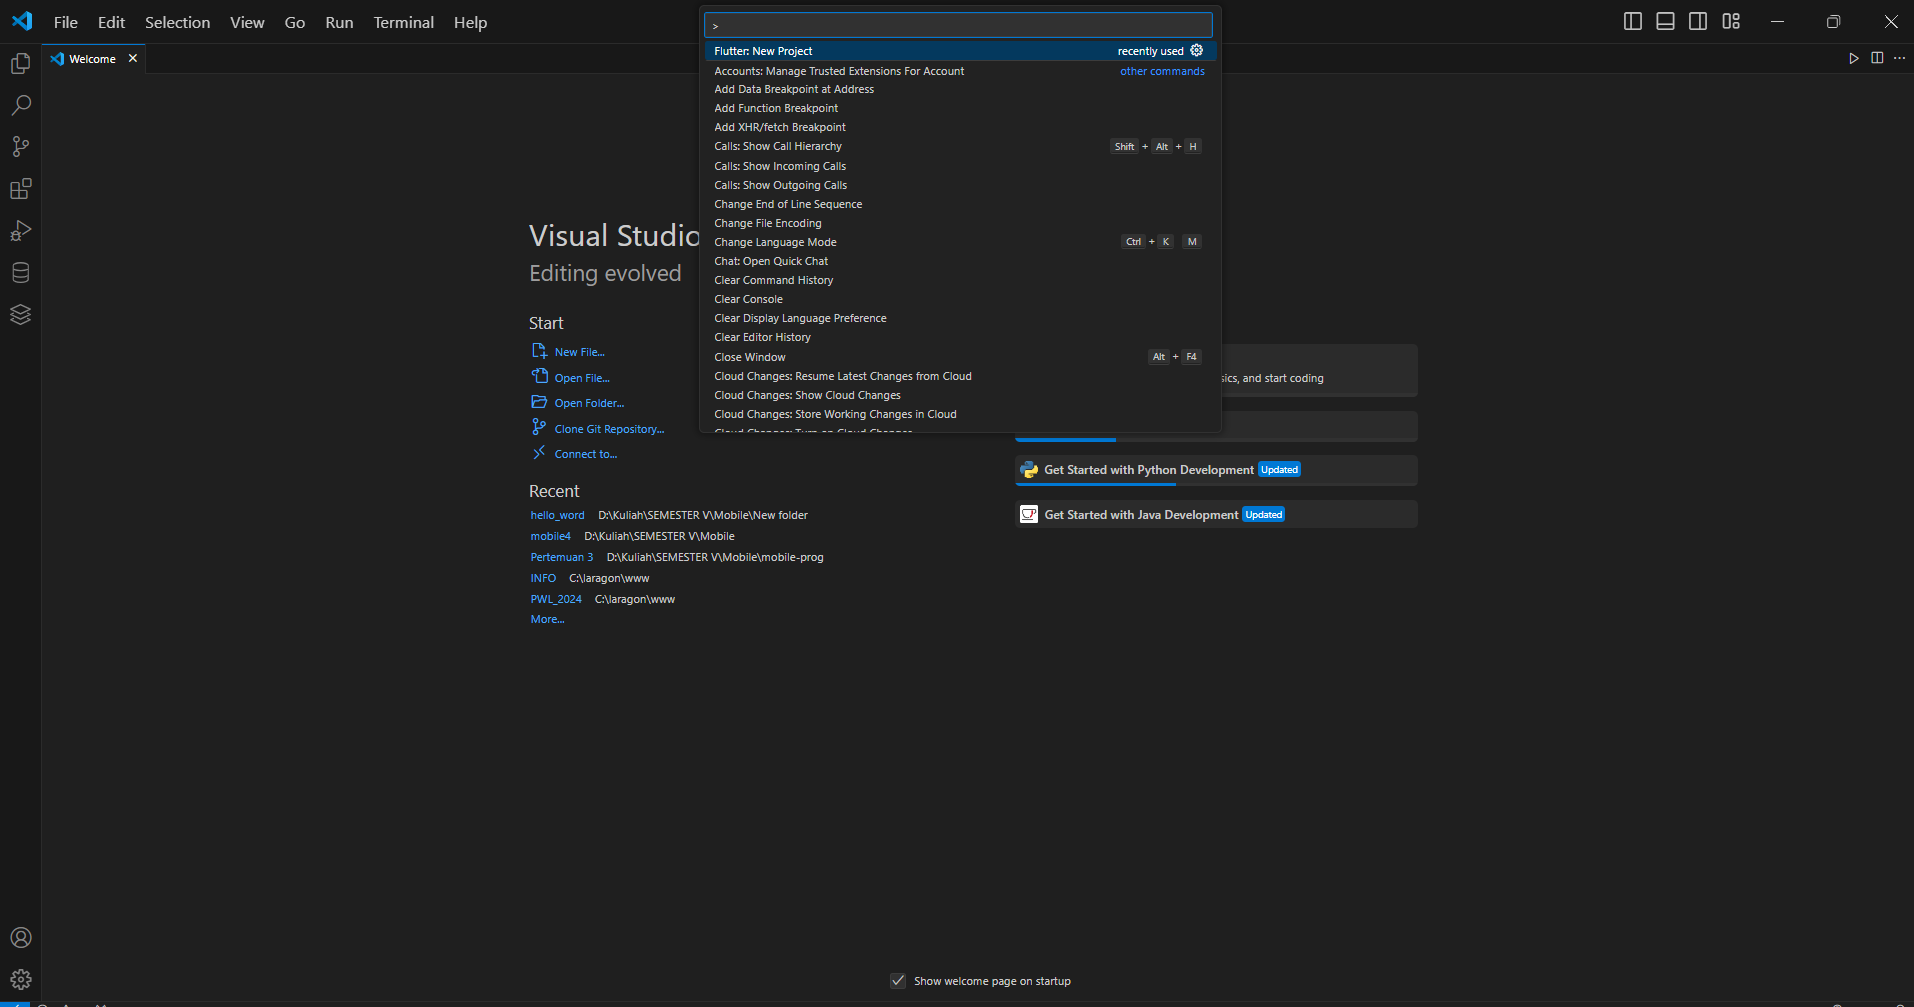 File Edit Selection View Go Run Terminal Help
>
Welcome
Flutter: New Project recently used
Accounts: Manage Trusted Extensions For Account other commands
Add Data Breakpoint at Address
Add Function Breakpoint
Add XHR/fetch Breakpoint
Calls: Show Call Hierarchy Shift + Alt + H
Calls: Show Incoming Calls
Calls: Show Outgoing Calls
Change End of Line Sequence
Change File Encoding
Change Language Mode Ctrl + K M
Chat: Open Quick Chat
Clear Command History
Clear Console
Clear Display Language Preference
Clear Editor History
Close Window Alt + F4
Cloud Changes: Resume Latest Changes from Cloud
Cloud Changes: Show Cloud Changes
Cloud Changes: Store Working Changes in Cloud
Cloud Changes: Turn on Cloud Changes
Visual Studio
Editing evolved
Start
New File...
Open File...
Open Folder...
Clone Git Repository...
Connect to...
Recent
hello_word D:\Kuliah\SEMESTER V\Mobile\New folder
mobile4 D:\Kuliah\SEMESTER V\Mobile
Pertemuan 3 D:\Kuliah\SEMESTER V\Mobile\mobile-prog
INFO C:\laragon\www
PWL_2024 C:\laragon\www
More...
and start coding
Get Started with Python Development Updated
Get Started with Java Development Updated
Show welcome page on startup